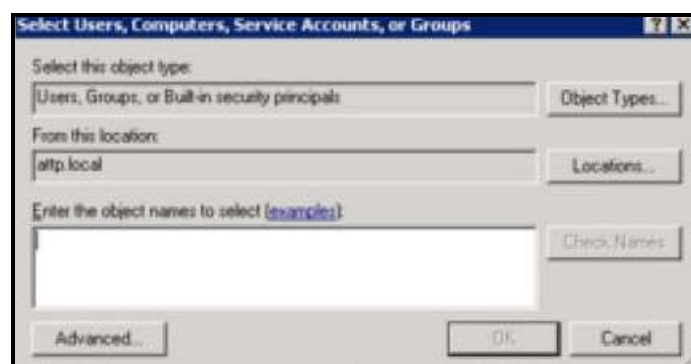 Select Users, Computers, Service Accounts, or Groups
Select this object type:
Users, Groups, or Built-in security principals
Object Types...
From this location:
attp.local
Locations...
Enter the object names to select (examples):
Check Names
Advanced...
OK
Cancel